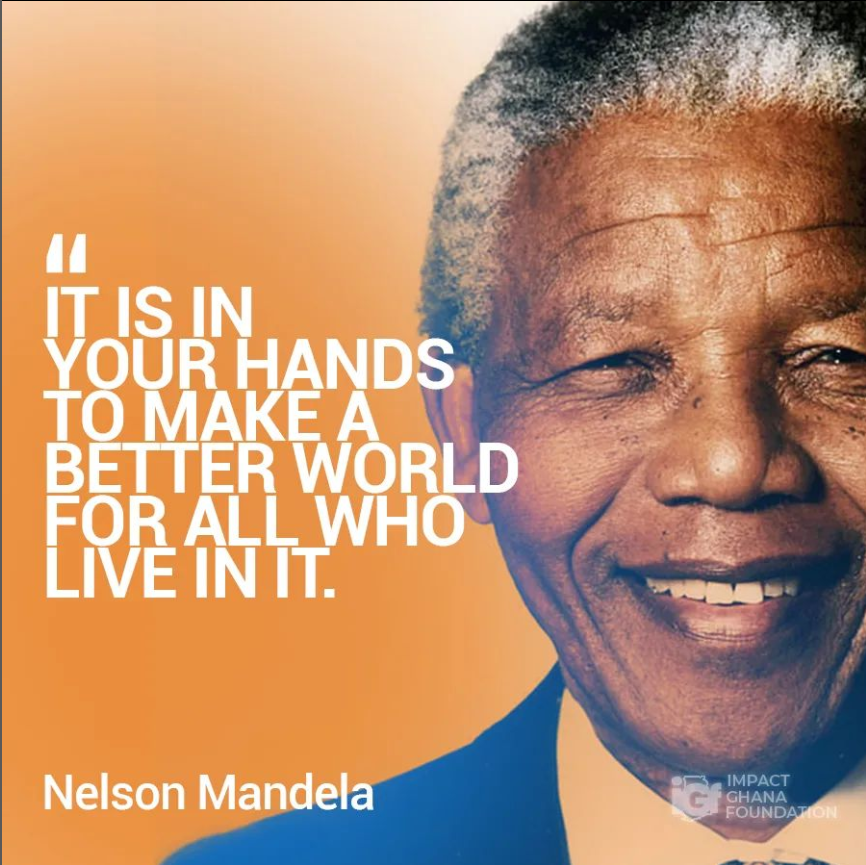 “
IT IS IN
YOUR HANDS
TO MAKE A
BETTER WORLD
FOR ALL WHO
LIVE IN IT.
Nelson Mandela
iGf
IMPACT
GHANA
FOUNDATION